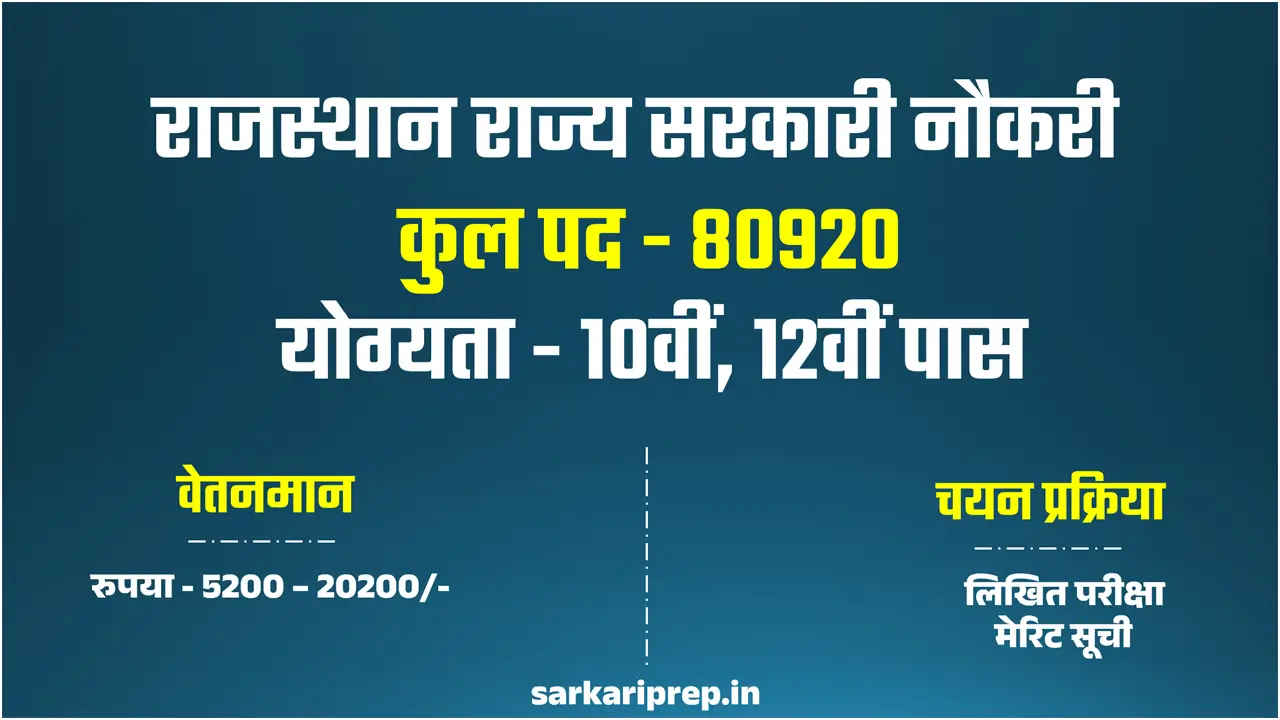 राजस्थान राज्य सरकारी नौकरी
कुल पद - 80920
योग्यता - 10वीं, 12वीं पास
वेतनमान
रुपया - 5200 – 20200/-
चयन प्रक्रिया
लिखित परीक्षा
मेरिट सूची
sarkariprep.in